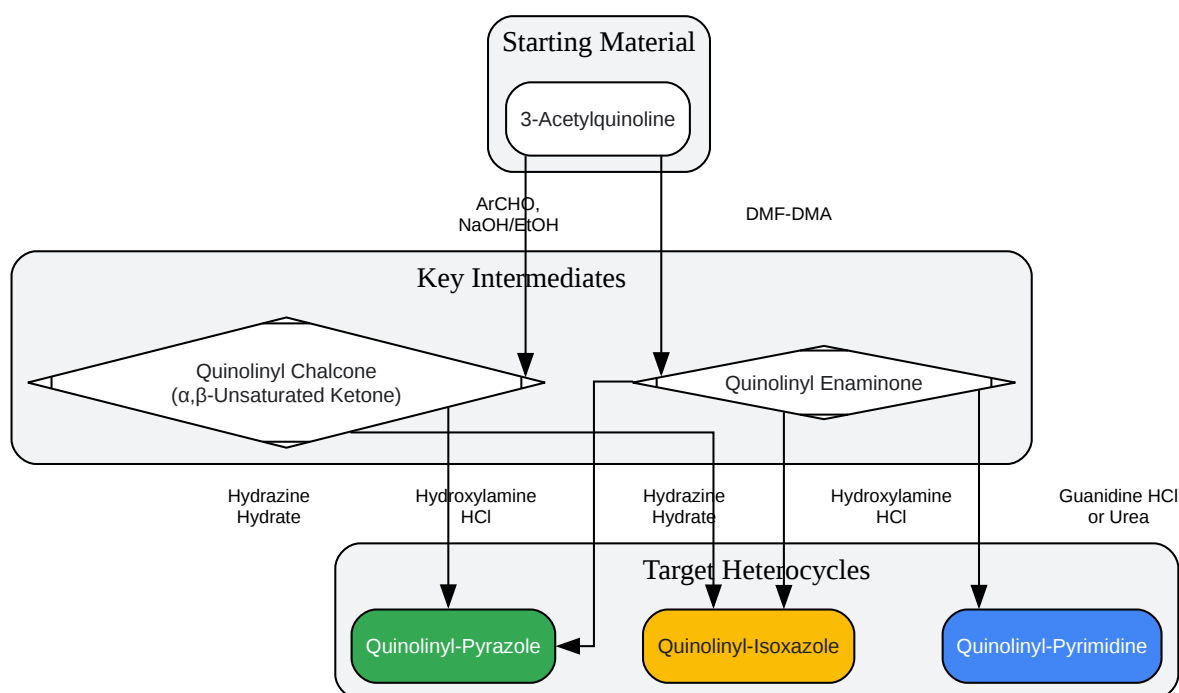 Starting Material
3-Acetylquinoline
ArCHO,
NaOH/EtOH
DMF-DMA
Key Intermediates
Quinolinyl Chalcone
(α,β-Unsaturated Ketone)
Quinolinyl Enaminone
Hydrazine
Hydrate
Hydroxylamine
HCl
Hydrazine
Hydrate
Hydroxylamine
HCl
Guanidine HCl
or Urea
Target Heterocycles
Quinolinyl-Pyrazole
Quinolinyl-Isoxazole
Quinolinyl-Pyrimidine